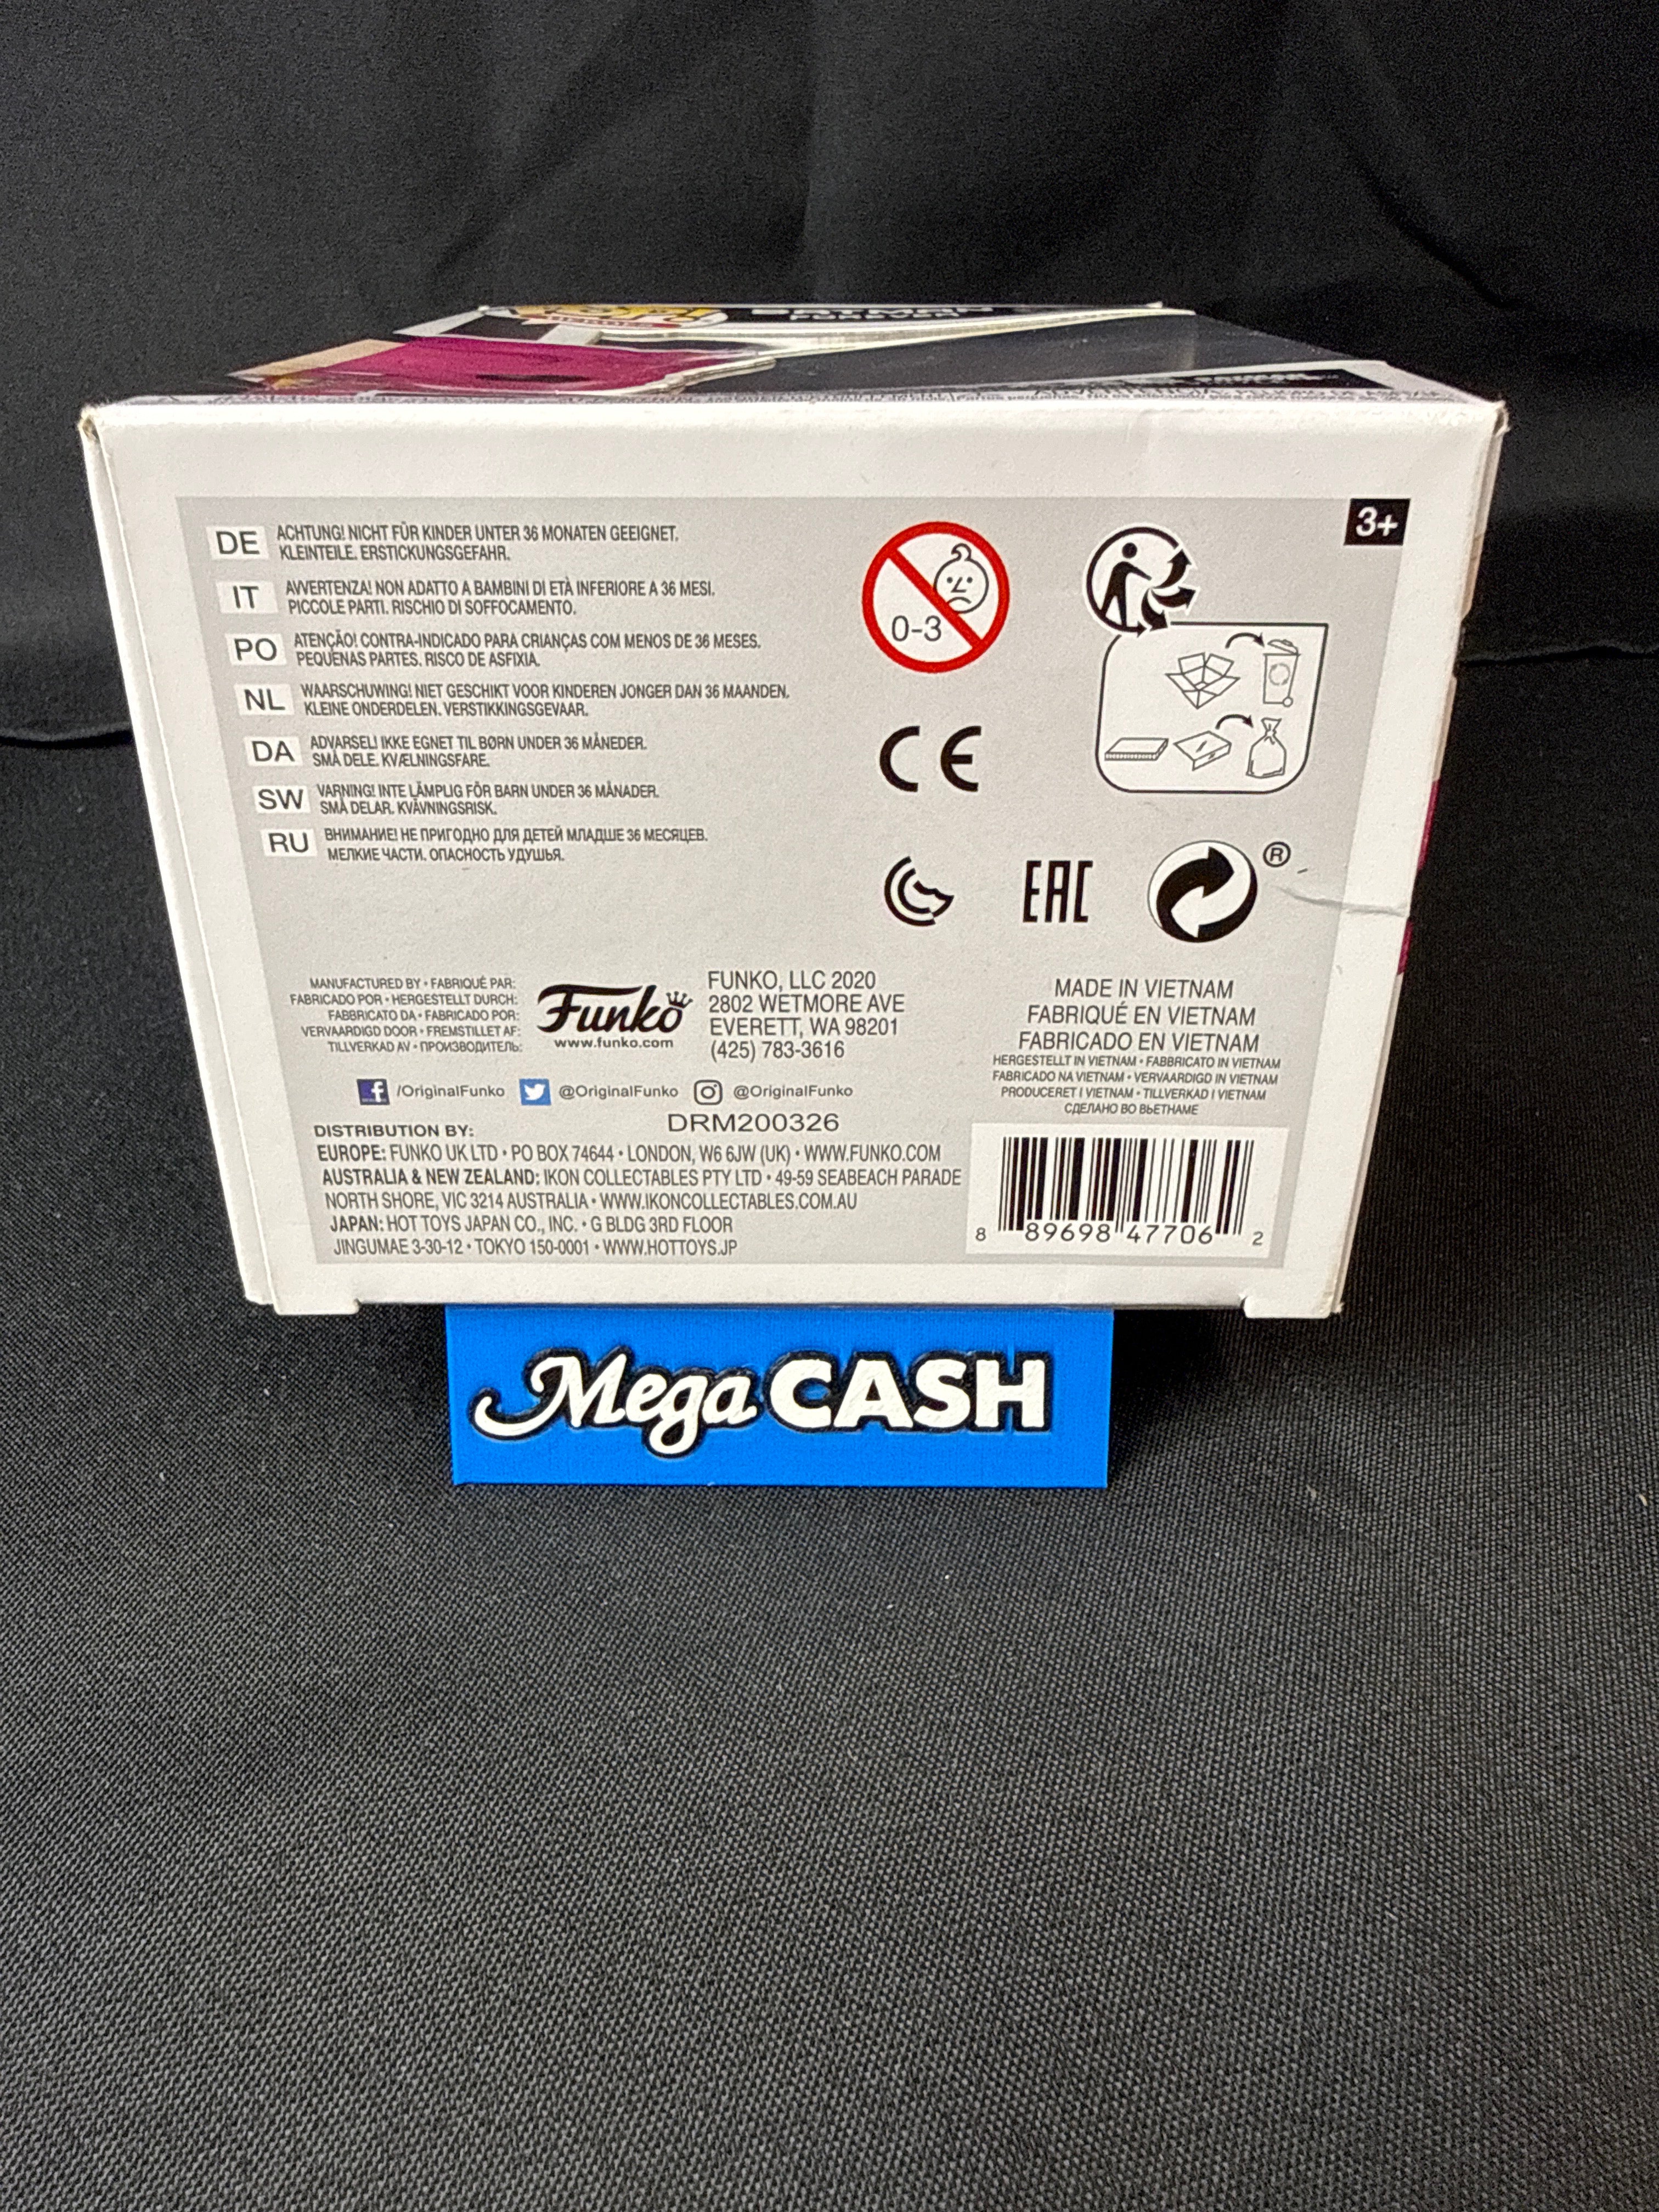 3+
DE
ACHTUNG! NICHT FÜR KINDER UNTER 36 MONATEN GEEIGNET.
KLEINTEILE. ERSTICKUNGSGEFAHR.
IT
AVVERTENZA! NON ADATTO A BAMBINI DI ETÀ INFERIORE A 36 MESI.
PICCOLE PARTI. RISCHIO DI SOFFOCAMENTO.
PO
ATENÇÃO! CONTRA-INDICADO PARA CRIANÇAS COM MENOS DE 36 MESES.
PEQUENAS PARTES. RISCO DE ASFIXIA.
NL
WAARSCHUWING! NIET GESCHIKT VOOR KINDEREN JONGER DAN 36 MAANDEN.
KLEINE ONDERDELEN. VERSTIKKINGSGEVAAR.
DA
ADVARSEL! IKKE EGNET TIL BØRN UNDER 36 MÅNEDER.
SMÅ DELE. KVÆLNINGSFARE.
SW
VARNING! INTE LÄMPLIG FÖR BARN UNDER 36 MÅNADER.
SMÅ DELAR. KVÄVNINGSRISK.
RU
ВНИМАНИЕ! НЕ ПРИГОДНО ДЛЯ ДЕТЕЙ МЛАДШЕ 36 МЕСЯЦЕВ.
МЕЛКИЕ ЧАСТИ. ОПАСНОСТЬ УДУШЬЯ.
0-3
CE
EAC
®
MANUFACTURED BY • FABRIQUÉ PAR:
FABRICADO POR • HERGESTELLT DURCH:
FABBRICATO DA • FABRICADO POR:
VERVAARDIGD DOOR • FREMSTILLET AF:
TILLVERKAD AV • ПРОИЗВОДИТЕЛЬ:
Funko
www.funko.com
FUNKO, LLC 2020
2802 WETMORE AVE
EVERETT, WA 98201
(425) 783-3616
MADE IN VIETNAM
FABRIQUÉ EN VIETNAM
FABRICADO EN VIETNAM
HERGESTELLT IN VIETNAM • FABBRICATO IN VIETNAM
FABRICADO NA VIETNAM • VERVAARDIGD IN VIETNAM
PRODUCERET I VIETNAM • TILLVERKAD I VIETNAM
СДЕЛАНО ВО ВЬЕТНАМЕ
/OriginalFunko @OriginalFunko @OriginalFunko
DRM200326
DISTRIBUTION BY:
EUROPE: FUNKO UK LTD • PO BOX 74644 • LONDON, W6 6JW (UK) • WWW.FUNKO.COM
AUSTRALIA & NEW ZEALAND: IKON COLLECTABLES PTY LTD • 49-59 SEABEACH PARADE
NORTH SHORE, VIC 3214 AUSTRALIA • WWW.IKONCOLLECTABLES.COM.AU
JAPAN: HOT TOYS JAPAN CO., INC. • G BLDG 3RD FLOOR
JINGUMAE 3-30-12 • TOKYO 150-0001 • WWW.HOTTOYS.JP
8 89698 47706 2
Mega CASH